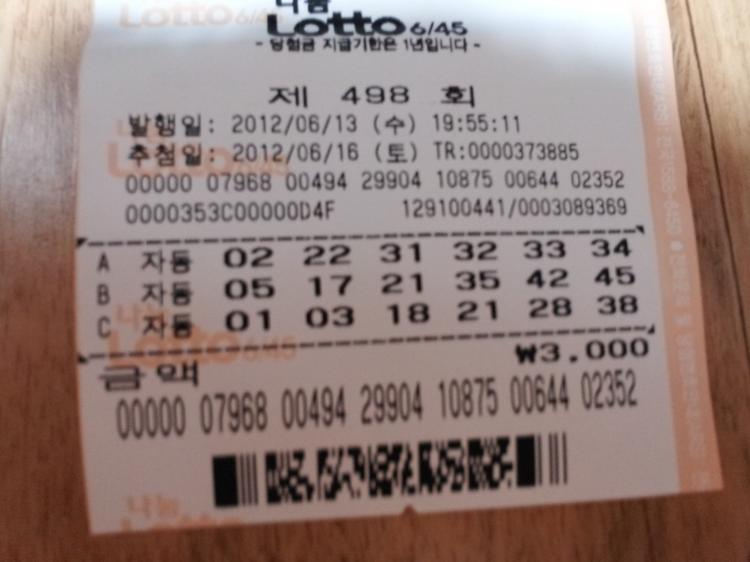 나눔
Lotto 6/45
- 당첨금 지급기한은 1년입니다 -
제 498 회
발행일: 2012/06/13 (수) 19:55:11
추첨일: 2012/06/16 (토) TR:0000373885
00000 07968 00494 29904 10875 00644 02352
0000353C00000D4F 129100441/0003089369
A 자동 02 22 31 32 33 34
B 자동 05 17 21 35 42 45
C 자동 01 03 18 21 28 38
금액 ₩3.000
00000 07968 00494 29904 10875 00644 02352